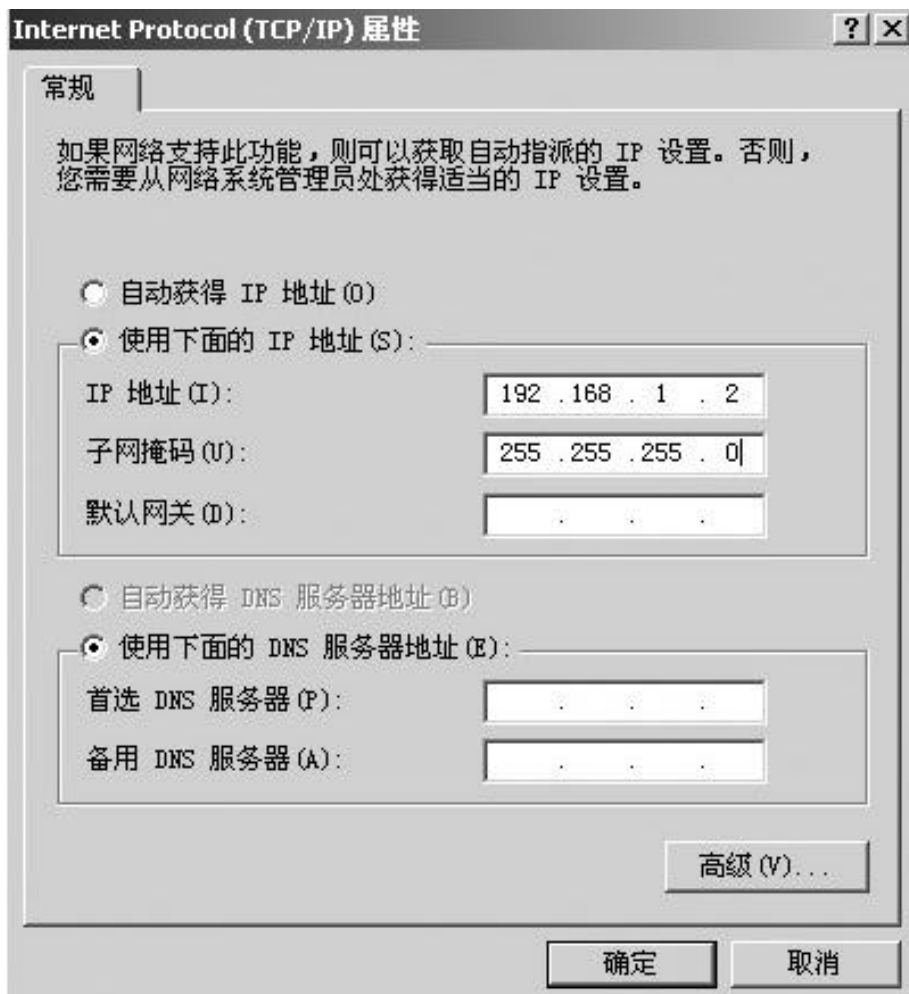 Internet Protocol (TCP/IP) 属性
常规
如果网络支持此功能，则可以获取自动指派的 IP 设置。否则，
您需要从网络系统管理员处获得适当的 IP 设置。
自动获得 IP 地址(O)
使用下面的 IP 地址(S):
IP 地址(I): 192 .168 . 1 . 2
子网掩码(U): 255 .255 .255 . 0
默认网关(D): . . .
自动获得 DNS 服务器地址(B)
使用下面的 DNS 服务器地址(E):
首选 DNS 服务器(P): . . .
备用 DNS 服务器(A): . . .
高级(V)...
确定 取消